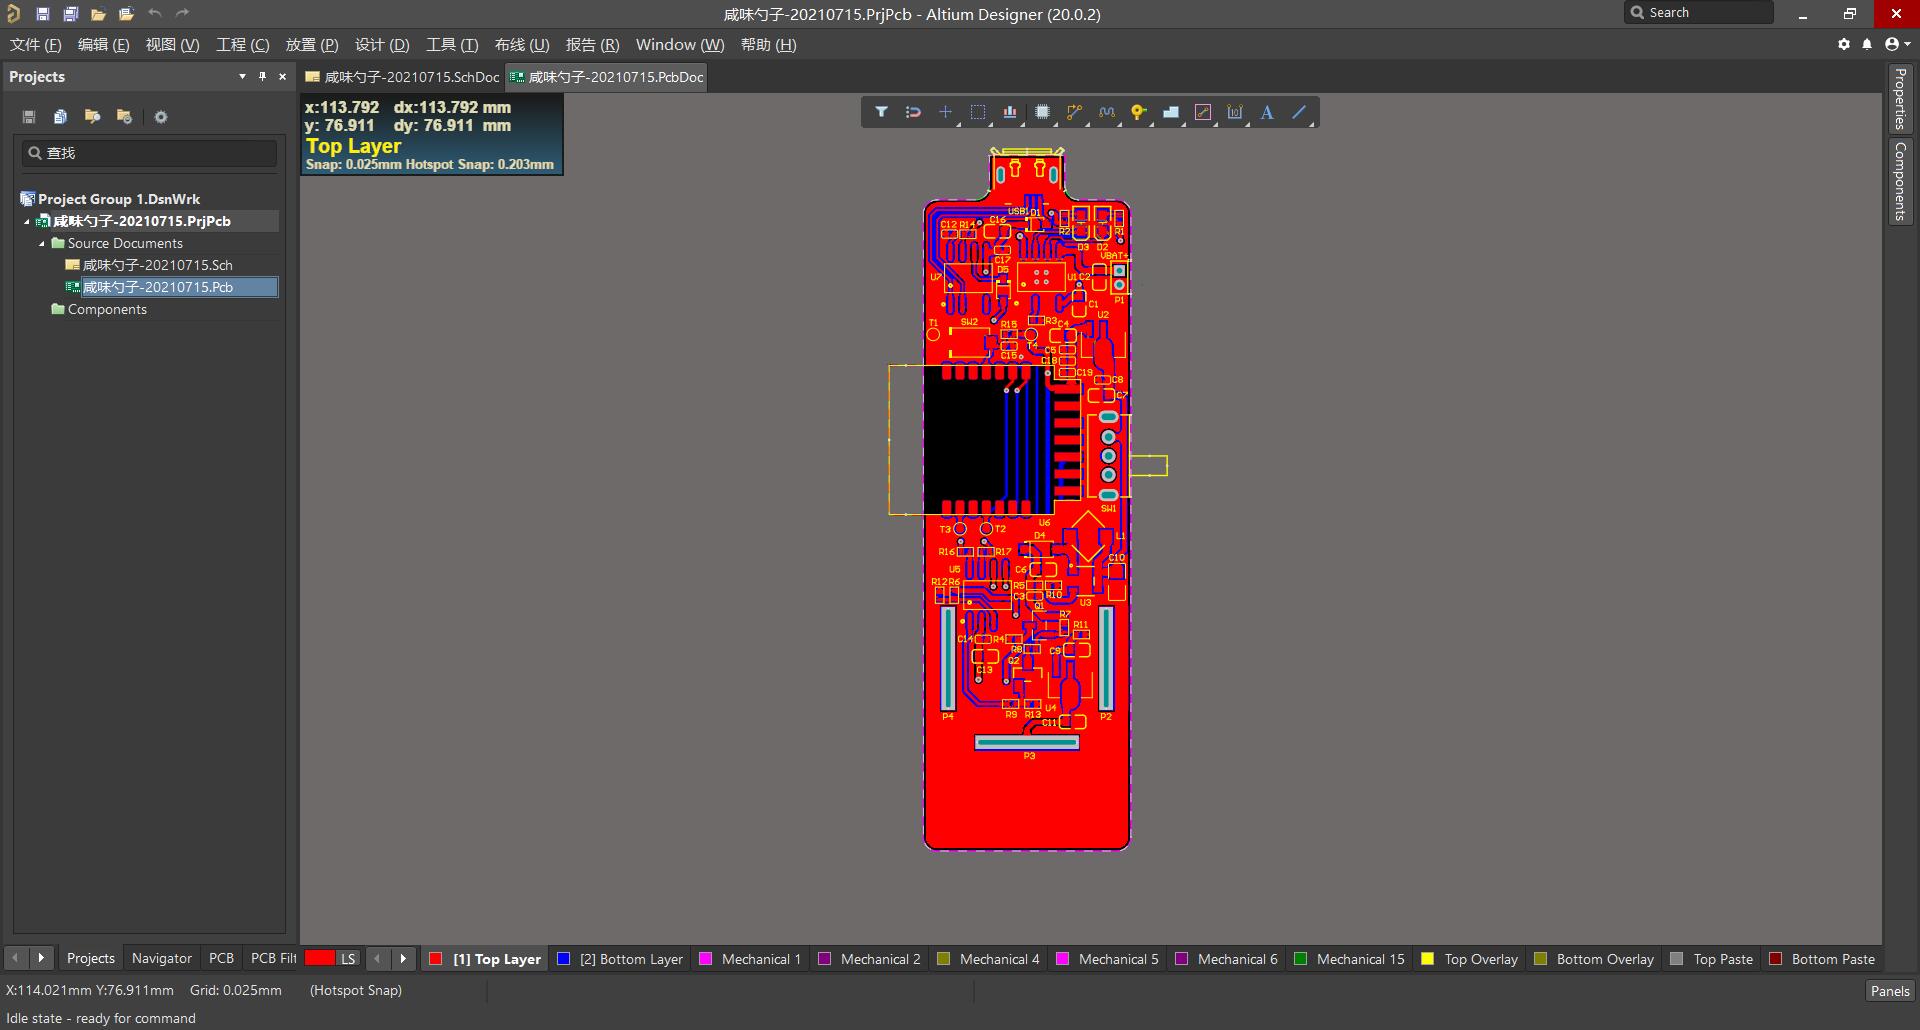 咸味勺子-20210715.PrjPcb - Altium Designer (20.0.2)
Search
文件 (F) 编辑 (E) 视图 (V) 工程 (C) 放置 (P) 设计 (D) 工具 (T) 布线 (U) 报告 (R) Window (W) 帮助 (H)
Projects
咸味勺子-20210715.SchDoc
咸味勺子-20210715.PcbDoc
x:113.792 dx:113.792 mm
y: 76.911 dy: 76.911 mm
Top Layer
Snap: 0.025mm Hotspot Snap: 0.203mm
查找
Project Group 1.DsnWrk
咸味勺子-20210715.PrjPcb
Source Documents
咸味勺子-20210715.Sch
咸味勺子-20210715.Pcb
Components
Properties
Components
USB1 D1
C12 R14 C16 R2 D3 D2 R1
C17 VBAT+
U7 D5 U1 C2
P1
C1
T1 SW2 R15 R3 C4 U2
T4
C15 C5
C18
C19 C8
C7
SW1
T3 T2 U6
D4 L1
R16 R17
U5 C6 C10
R12 R6 R5
C3 R10 U3
Q1
R7
R11
C14 R4
R8 C9
Q2
C13
U4
P4 R9 R13 C11 P2
P3
Projects Navigator PCB PCB Filt
LS [1] Top Layer [2] Bottom Layer Mechanical 1 Mechanical 2 Mechanical 4 Mechanical 5 Mechanical 6 Mechanical 15 Top Overlay Bottom Overlay Top Paste Bottom Paste
X:114.021mm Y:76.911mm Grid: 0.025mm (Hotspot Snap)
Panels
Idle state - ready for command